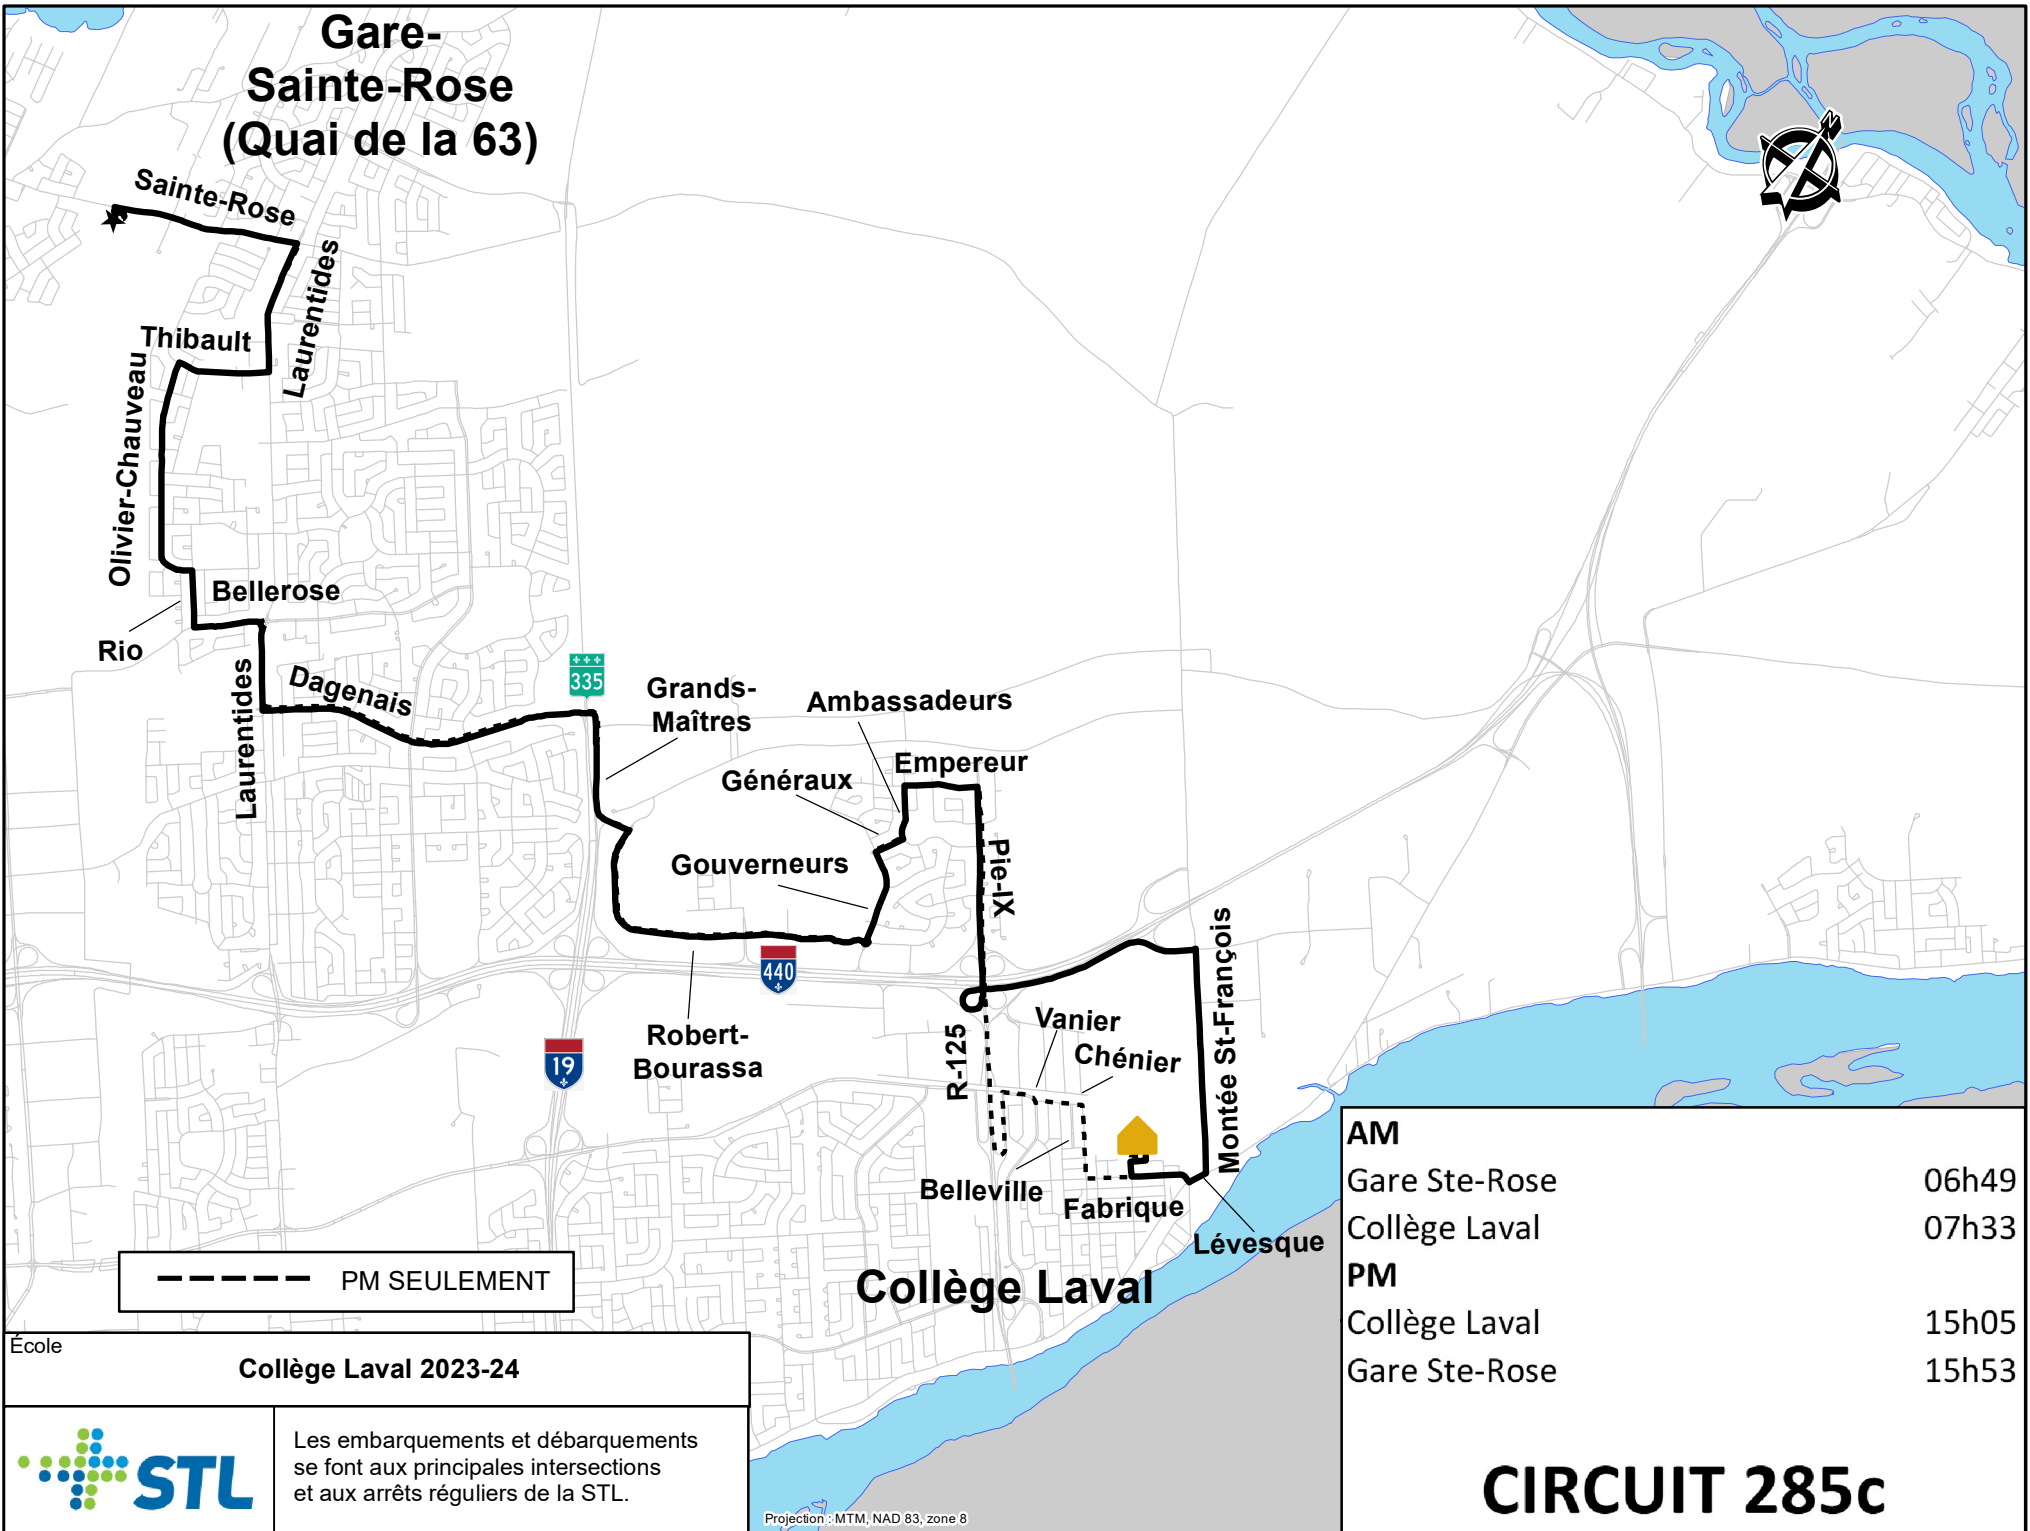 Gare-
Sainte-Rose
(Quai de la 63)
N
Sainte-Rose
Laurentides
Thibault
Olivier-Chauveau
Bellerose
Rio
Laurentides
Dagenais
335
Grands-
Maîtres
Ambassadeurs
Empereur
Généraux
Gouverneurs
Pie-IX
440
Robert-
Bourassa
19
R-125
Vanier
Chénier
Montée St-François
Belleville
Fabrique
Lévesque
Collège Laval
PM SEULEMENT
École
Collège Laval 2023-24
STL
Les embarquements et débarquements
se font aux principales intersections
et aux arrêts réguliers de la STL.
Projection : MTM, NAD 83, zone 8
AM
Gare Ste-Rose 06h49
Collège Laval 07h33
PM
Collège Laval 15h05
Gare Ste-Rose 15h53
CIRCUIT 285c